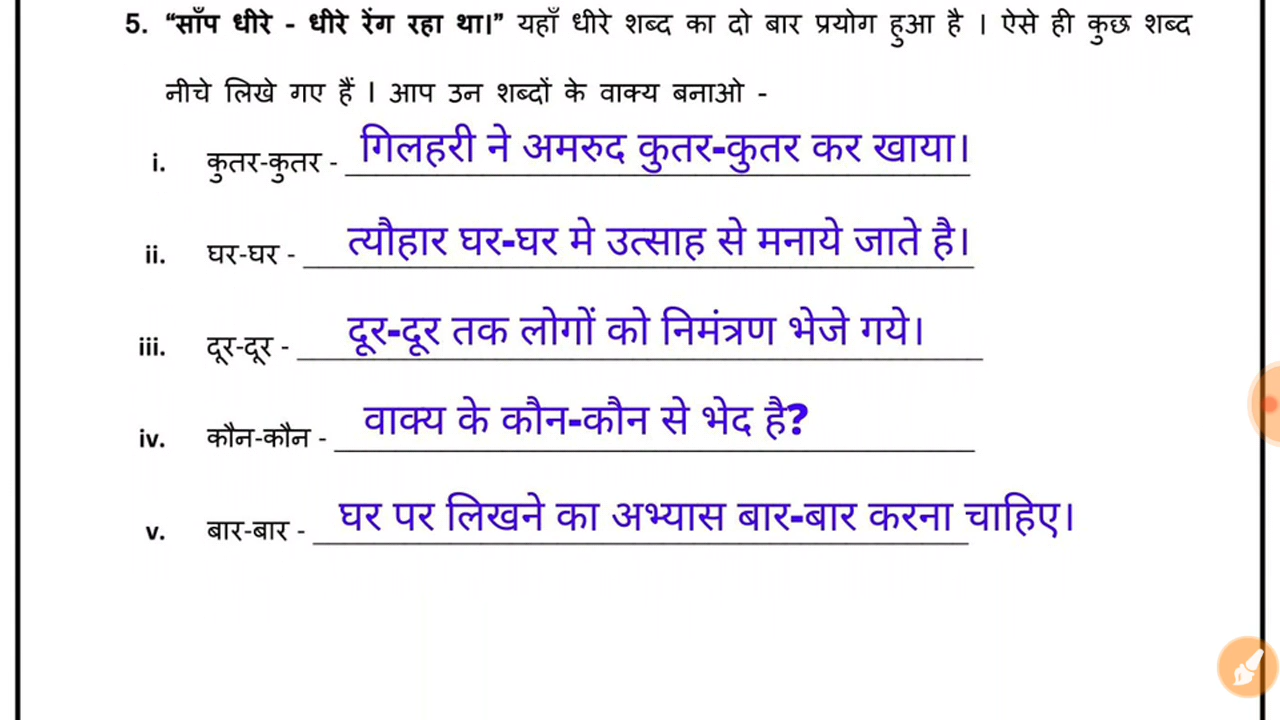 5. “साँप धीरे - धीरे रेंग रहा था।” यहाँ धीरे शब्द का दो बार प्रयोग हुआ है । ऐसे ही कुछ शब्द
नीचे लिखे गए हैं । आप उन शब्दों के वाक्य बनाओ -
i. कुतर-कुतर - गिलहरी ने अमरुद कुतर-कुतर कर खाया।
ii. घर-घर - त्यौहार घर-घर मे उत्साह से मनाये जाते है।
iii. दूर-दूर - दूर-दूर तक लोगों को निमंत्रण भेजे गये।
iv. कौन-कौन - वाक्य के कौन-कौन से भेद है?
v. बार-बार - घर पर लिखने का अभ्यास बार-बार करना चाहिए।